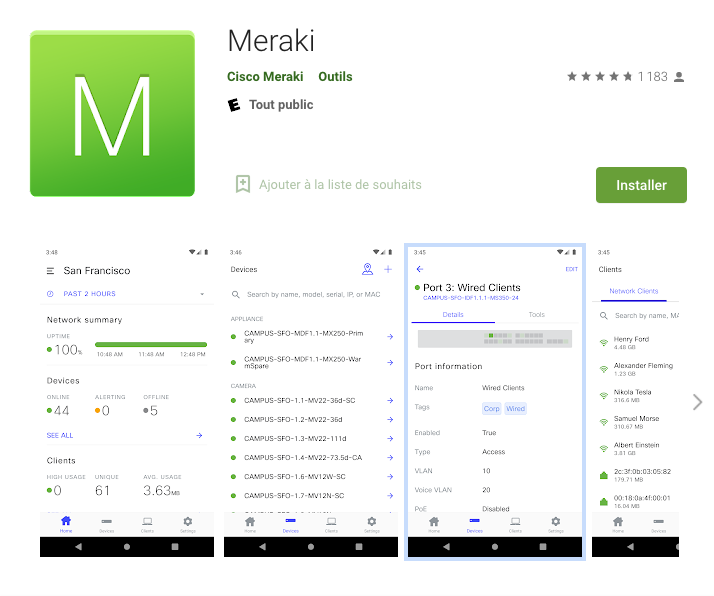 M
Meraki
Cisco Meraki Outils
1 183
E Tout public
Ajouter à la liste de souhaits
Installer
3:48
San Francisco
PAST 2 HOURS
Network summary
UPTIME
100%
10:48 AM 11:48 AM 12:48 PM
Devices
ONLINE ALERTING OFFLINE
44 0 5
SEE ALL
Clients
HIGH USAGE UNIQUE AVG. USAGE
0 61 3.63MB
Home Devices Clients Settings
3:46
Devices
Search by name, model, serial, IP, or MAC
APPLIANCE
CAMPUS-SFO-MDF1.1-MX250-Prim
ary
CAMPUS-SFO-MDF1.1-MX250-War
mSpare
CAMERA
CAMPUS-SFO-1.1-MV22-36d-SC
CAMPUS-SFO-1.2-MV22-36d
CAMPUS-SFO-1.3-MV22-111d
CAMPUS-SFO-1.4-MV22-73.5d-CA
CAMPUS-SFO-1.6-MV12W-SC
CAMPUS-SFO-1.7-MV12N-SC
Home Devices Clients Settings
3:45
EDIT
Port 3: Wired Clients
CAMPUS-SFO-IDF1.1.1-MS350-24
Details Tools
Port information
Name Wired Clients
Tags Corp Wired
Enabled True
Type Access
VLAN 10
Voice VLAN 20
PoE Disabled
Home Devices Clients Settings
3:45
Clients
Network Clients
Search by name, MA
Henry Ford
4.48 GB
Alexander Fleming
1.23 GB
Nikola Tesla
316.6 MB
Samuel Morse
310.67 MB
Albert Einstein
3.81 GB
2c:3f:0b:03:05:82
179.71 MB
00:18:0a:4f:00:01
16.04 MB
Home Devices